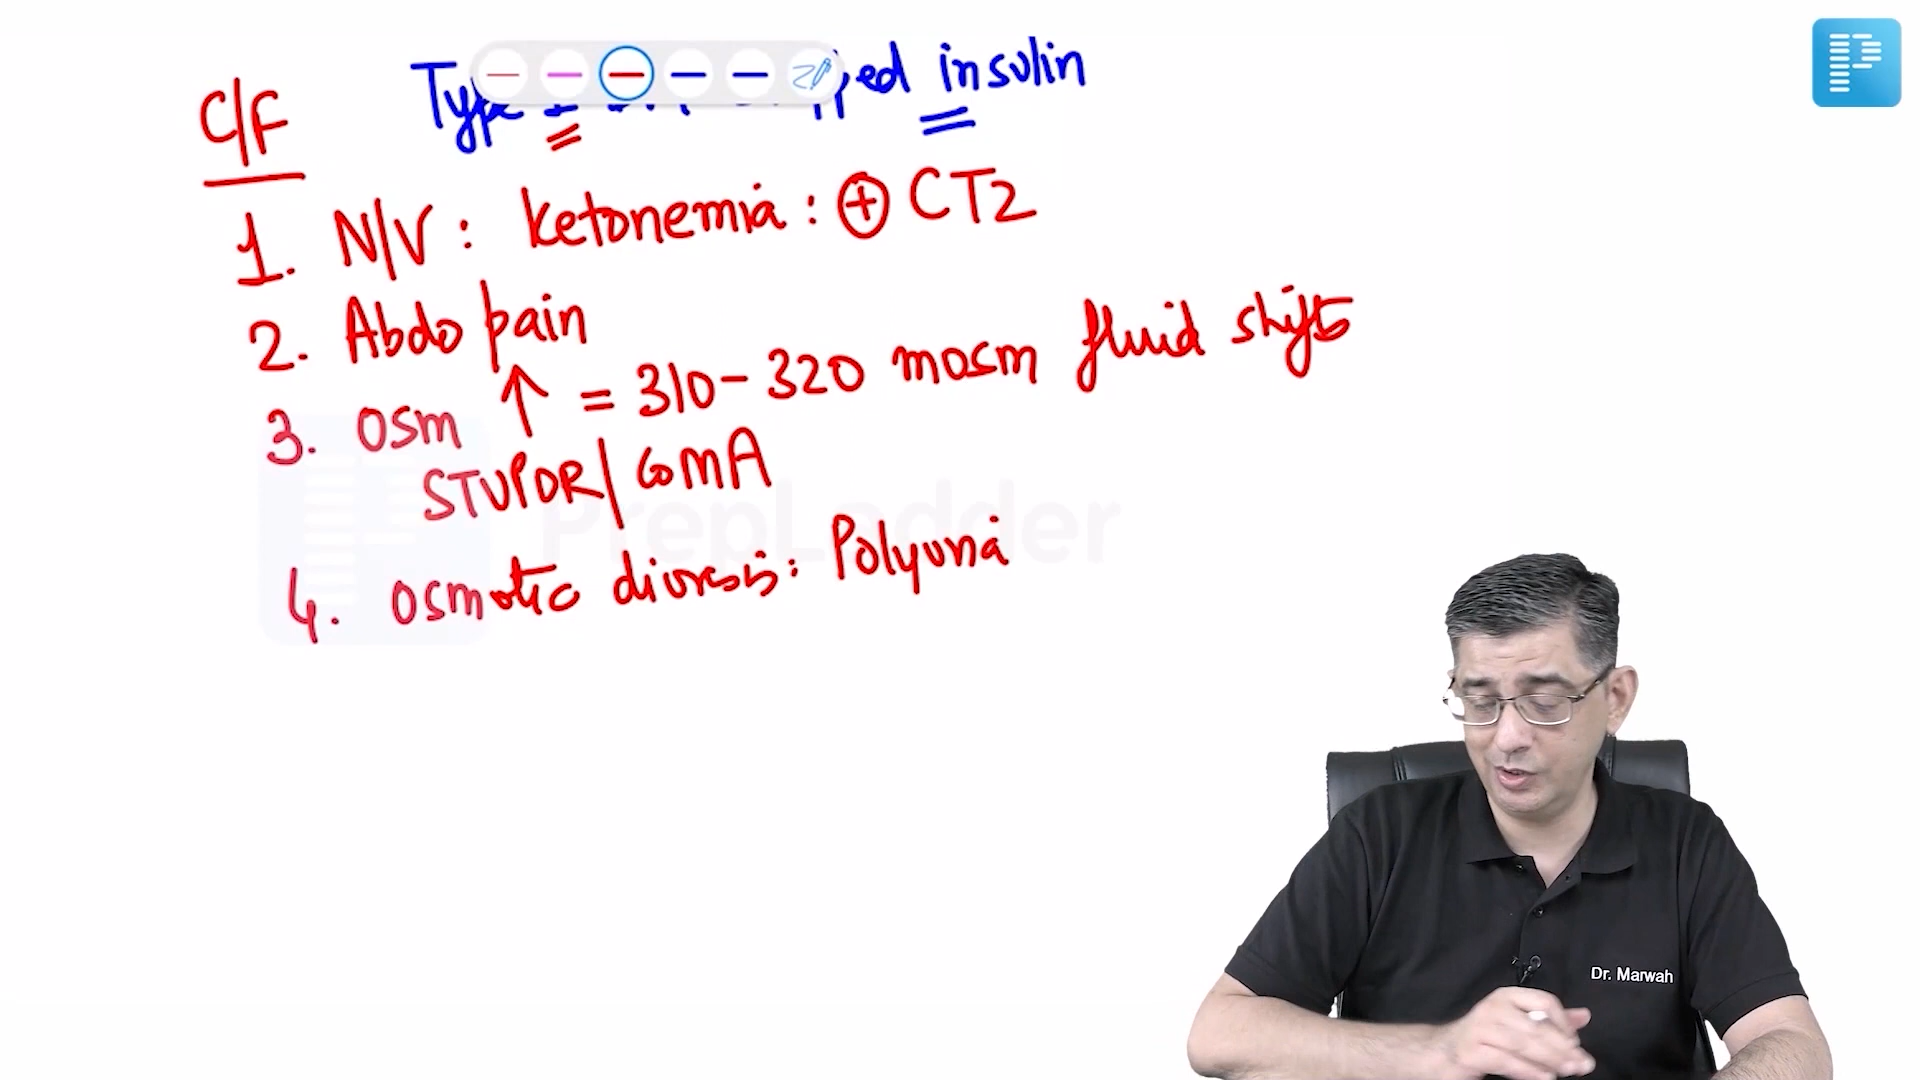 C/F
Type insulin
1. N/V : Ketonemia : ⊕ CTZ
2. Abdo pain
3. Osm ↑ = 310-320 mosm fluid shifts
STUPOR/COMA
4. Osmotic diuresis : Polyuria
PrepLadder
Dr. Marwah